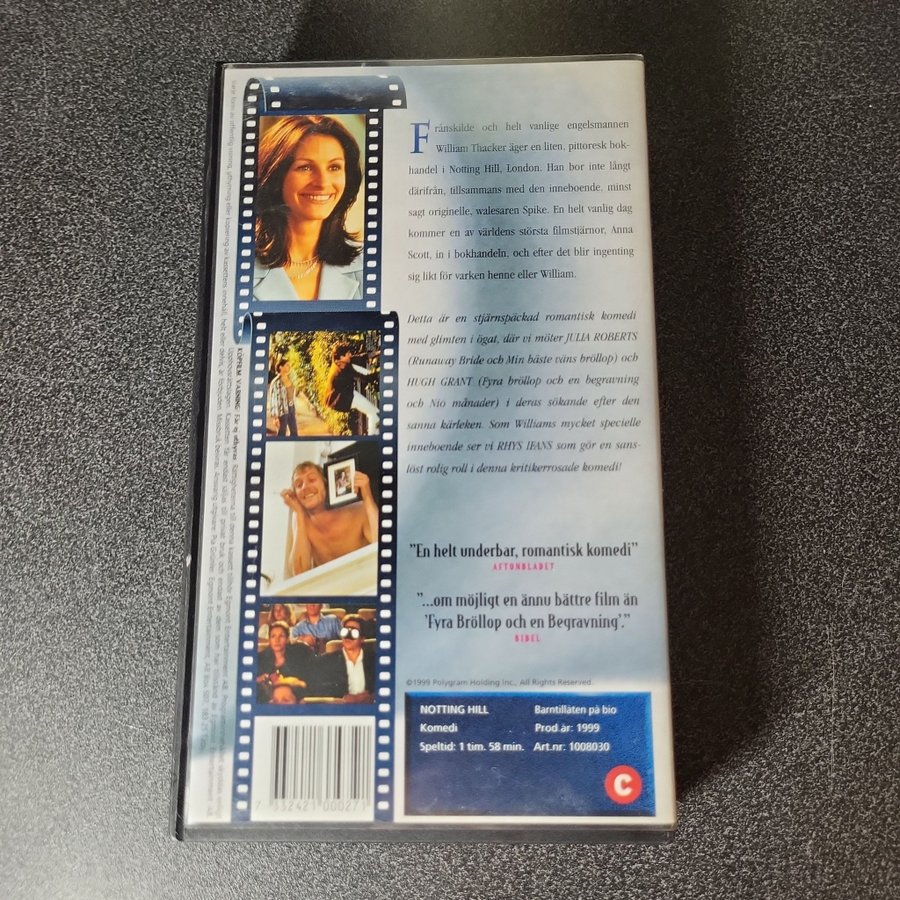 Frånskilde och helt vanlige engelsmannen
William Thacker äger en liten, pittoresk bok-
handel i Notting Hill, London. Han bor inte långt
därifrån, tillsammans med den inneboende, minst
sagt originelle, walesaren Spike. En helt vanlig dag
kommer en av världens största filmstjärnor, Anna
Scott, in i bokhandeln, och efter det blir ingenting
sig likt för varken henne eller William.
Detta är en stjärnspäckad romantisk komedi
med glimten i ögat, där vi möter JULIA ROBERTS
(Runaway Bride och Min bäste väns bröllop) och
HUGH GRANT (Fyra bröllop och en begravning
och Nio månader) i deras sökande efter den
sanna kärleken. Som Williams mycket specielle
inneboende ser vi RHYS IFANS som gör en sans-
löst rolig roll i denna kritikerrosade komedi!
"En helt underbar, romantisk komedi"
AFTONBLADET
"...om möjligt en ännu bättre film än
'Fyra Bröllop och en Begravning'."
BIBEL
©1999 Polygram Holding Inc., All Rights Reserved.
NOTTING HILL Barntillåten på bio
Komedi Prod.år: 1999
Speltid: 1 tim. 58 min. Art.nr: 1008030
C
7 332421 000271